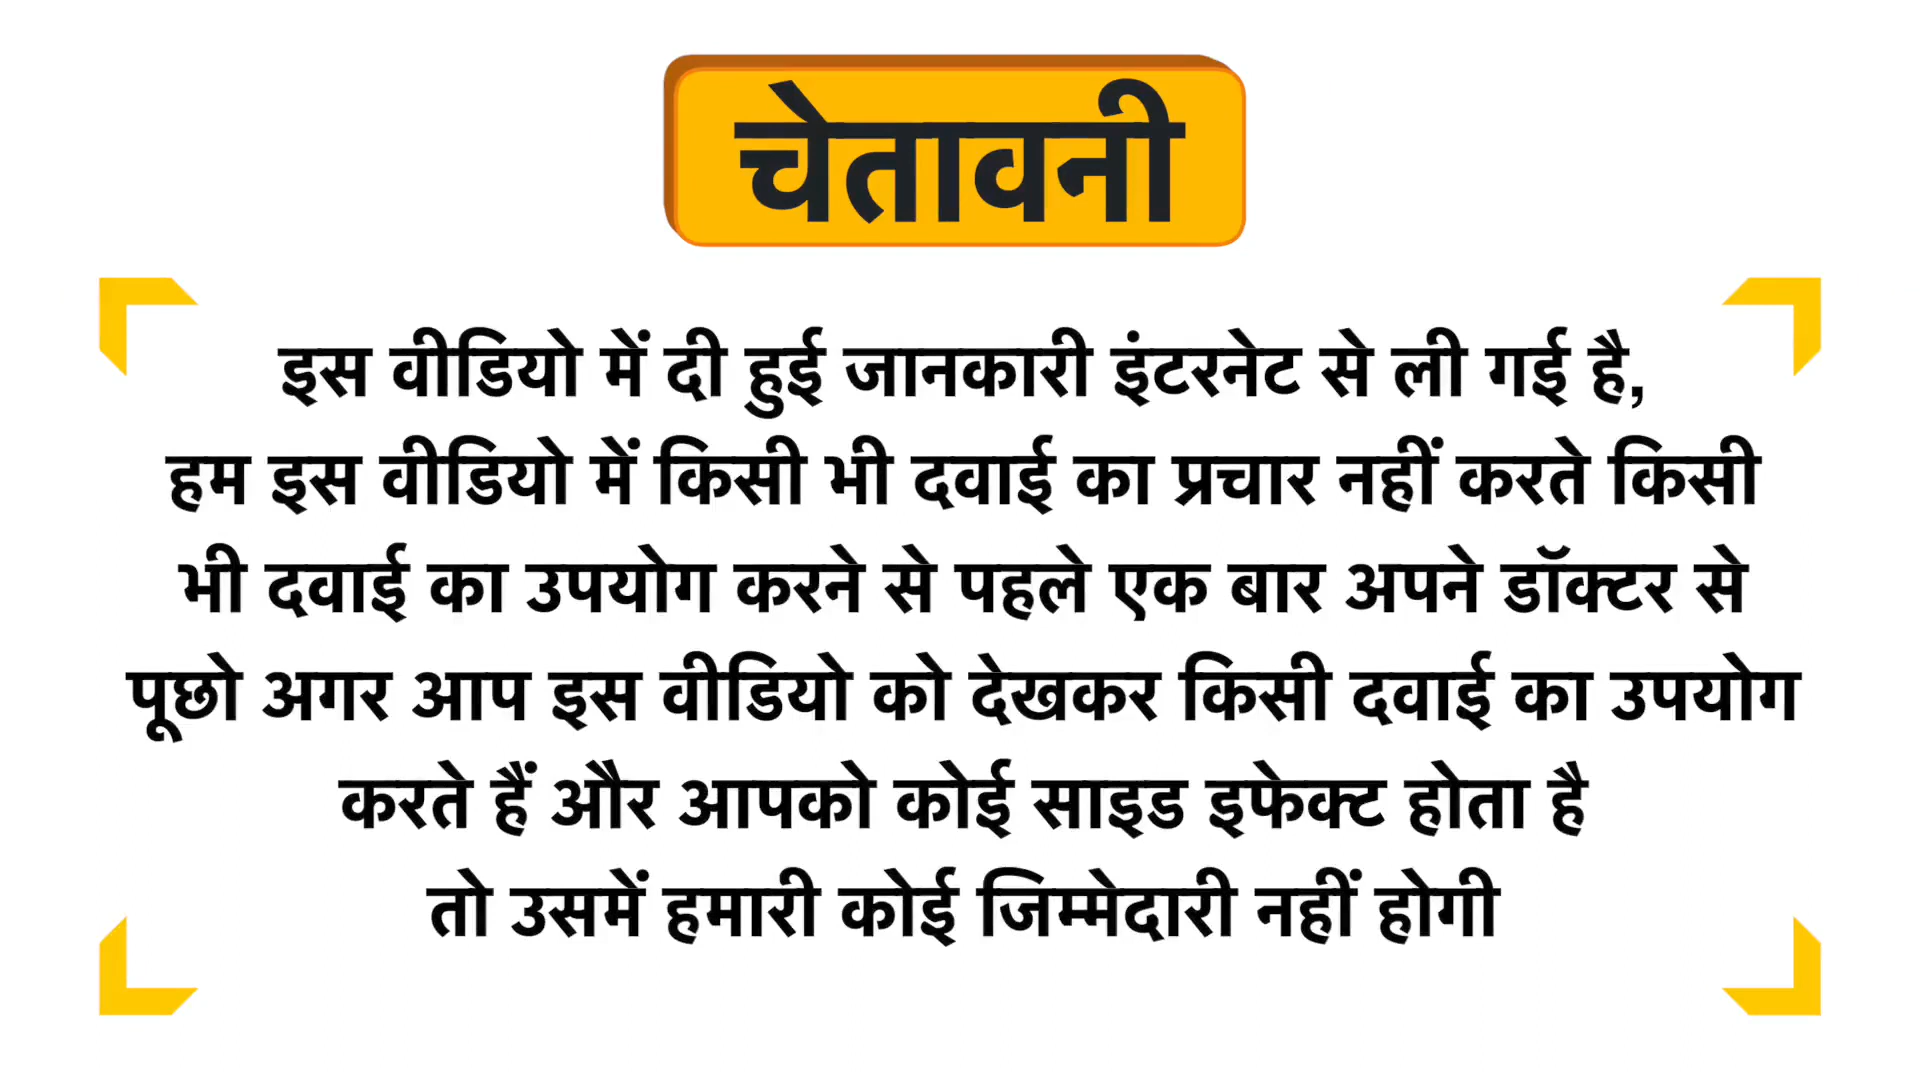 चेतावनी
इस वीडियो में दी हुई जानकारी इंटरनेट से ली गई है,
हम इस वीडियो में किसी भी दवाई का प्रचार नहीं करते किसी
भी दवाई का उपयोग करने से पहले एक बार अपने डॉक्टर से
पूछो अगर आप इस वीडियो को देखकर किसी दवाई का उपयोग
करते हैं और आपको कोई साइड इफेक्ट होता है
तो उसमें हमारी कोई जिम्मेदारी नहीं होगी